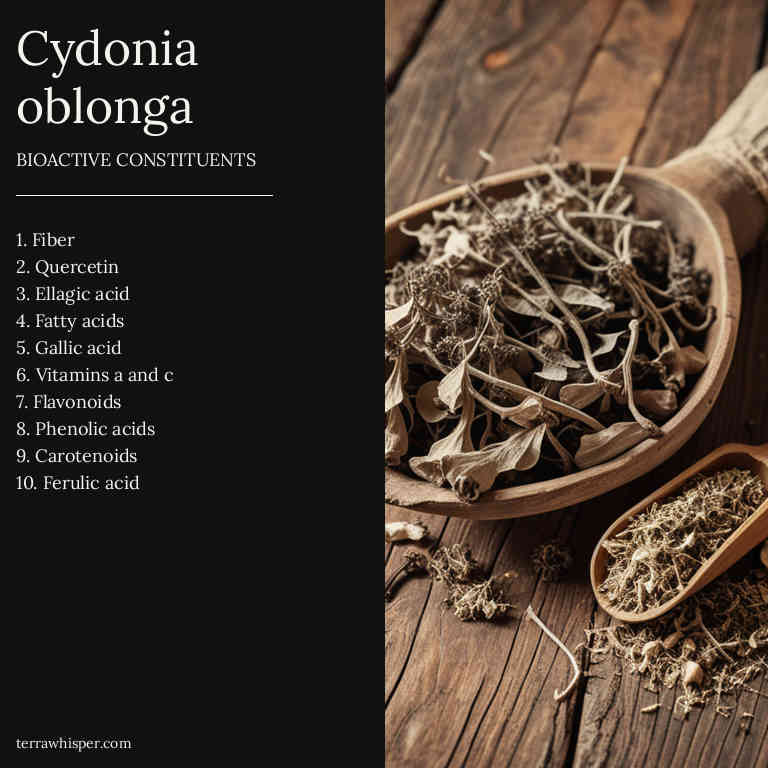 Cydonia
oblonga
BIOACTIVE CONSTITUENTS
1. Fiber
2. Quercetin
3. Ellagic acid
4. Fatty acids
5. Gallic acid
6. Vitamins a and c
7. Flavonoids
8. Phenolic acids
9. Carotenoids
10. Ferulic acid
terrawhisper.com